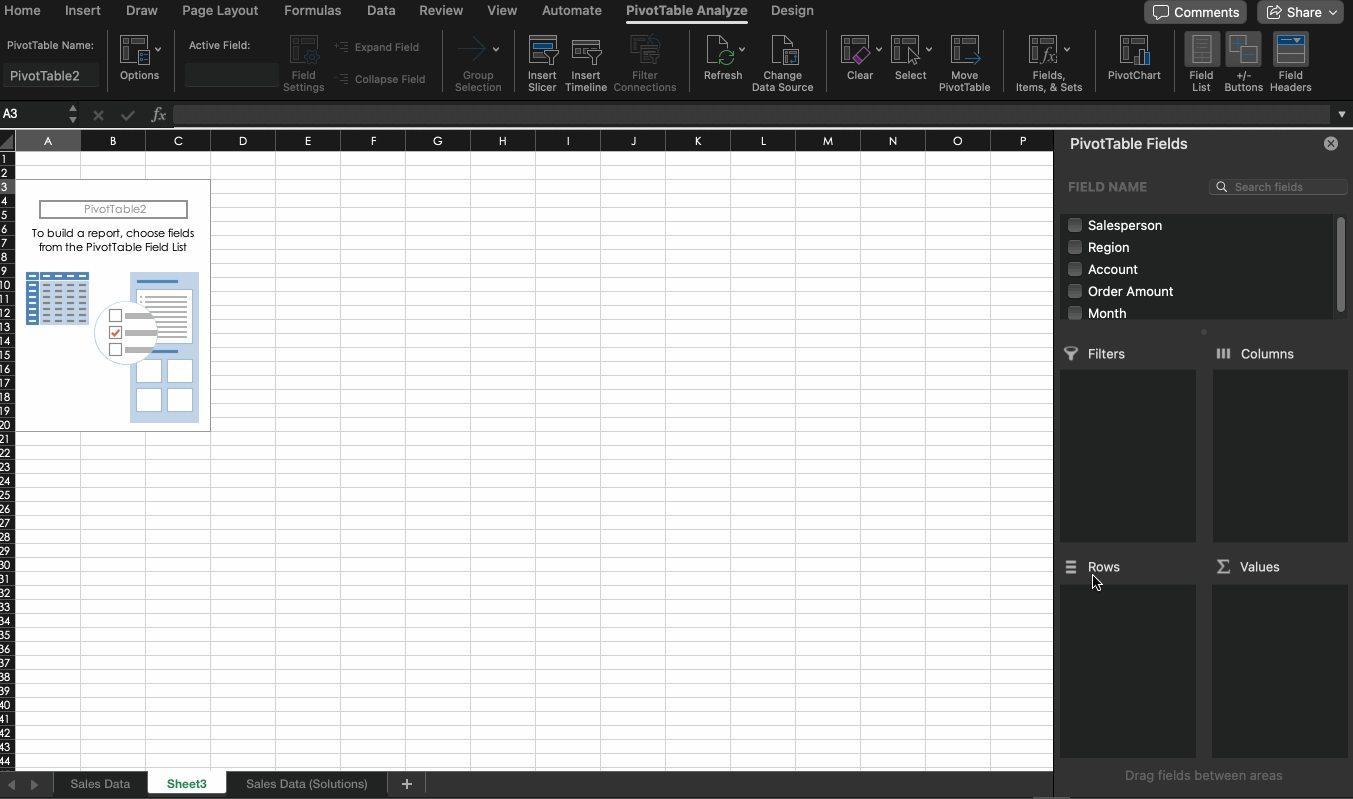 Home Insert Draw Page Layout Formulas Data Review View Automate PivotTable Analyze Design Comments Share
PivotTable Name:
PivotTable2
Options
Active Field:
Field
Settings
Expand Field
Collapse Field
Group
Selection
Insert
Slicer
Insert
Timeline
Filter
Connections
Refresh
Change
Data Source
Clear
Select
Move
PivotTable
Fields,
Items, & Sets
PivotChart
Field
List
+/-
Buttons
Field
Headers
A3
fx
A B C D E F G H I J K L M N O P
1
2
3
4
5
6
7
8
9
10
11
12
13
14
15
16
17
18
19
20
21
22
23
24
25
26
27
28
29
30
31
32
33
34
35
36
37
38
39
40
41
42
43
44
PivotTable2
To build a report, choose fields
from the PivotTable Field List
PivotTable Fields
FIELD NAME
Search fields
Salesperson
Region
Account
Order Amount
Month
Filters
Columns
Rows
Σ Values
Drag fields between areas
Sales Data Sheet3 Sales Data (Solutions) +